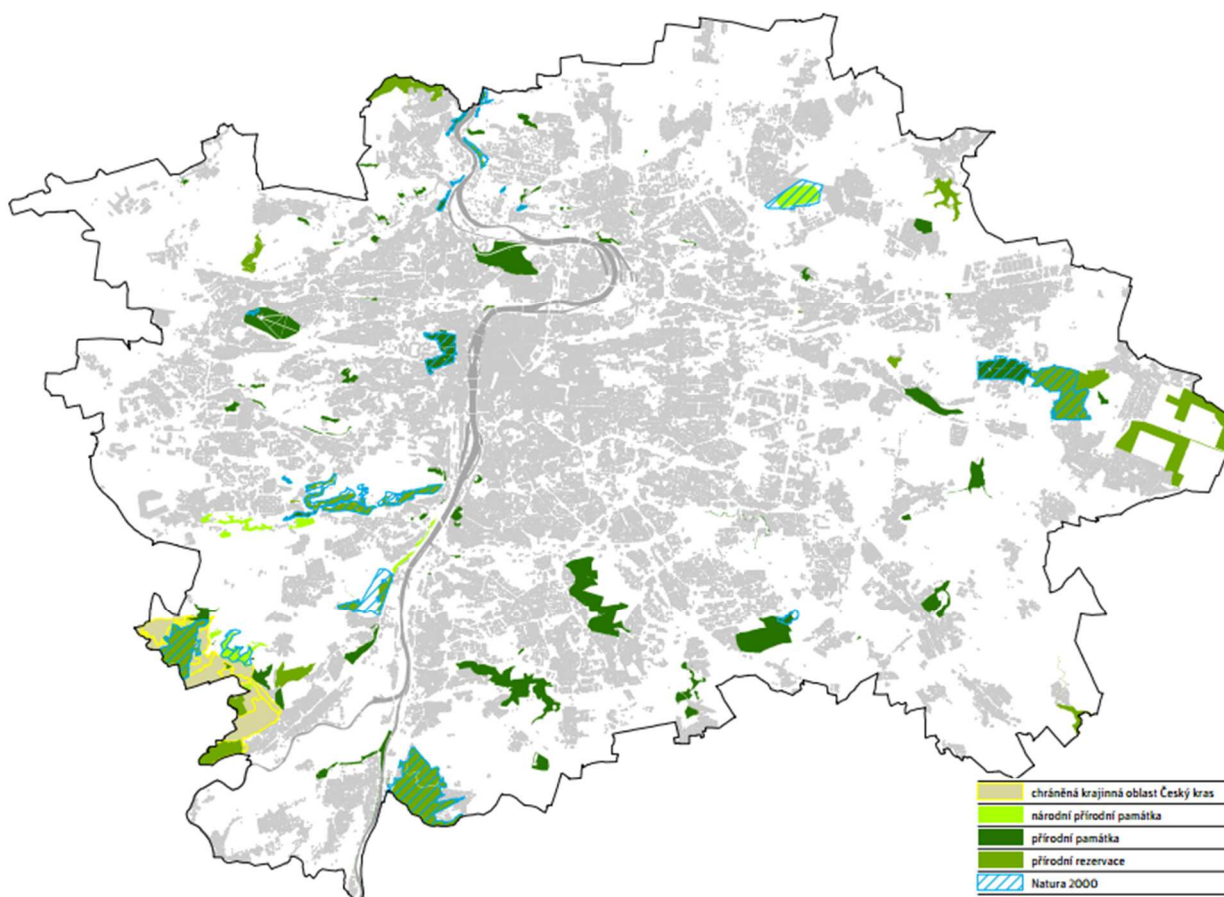 chráněná krajinná oblast Český kras
národní přírodní památka
přírodní památka
přírodní rezervace
Natura 2000